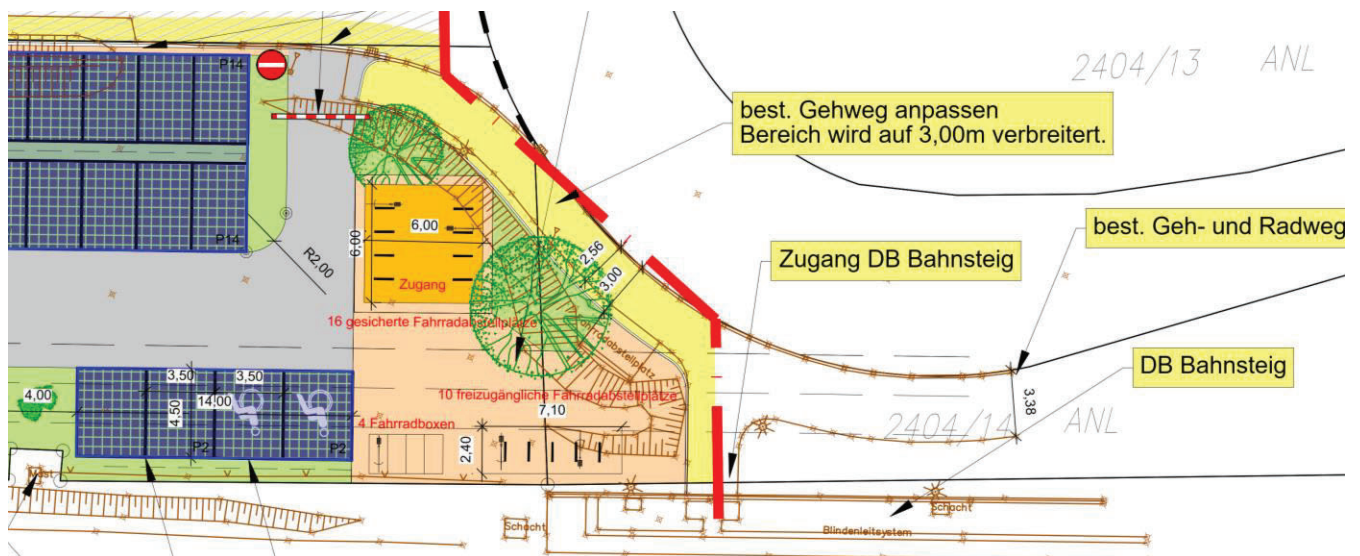 2404/13 ANL
P14
best. Gehweg anpassen
Bereich wird auf 3,00m verbreitert.
best. Geh- und Radweg
P14
6,00
6,00
R2,00
2,56
3,00
Zugang DB Bahnsteig
Zugang
16 gesicherte Fahrradabstellplätze
Fahrradabstellplatz
DB Bahnsteig
3,50
3,50
4,00
14,00
4,50
10 freizugängliche Fahrradabstellplätze
7,10
3,38
4 Fahrradboxen
2404/14 ANL
P2
P2
2,40
Mast
Schacht
Schacht
Blindenleitsystem